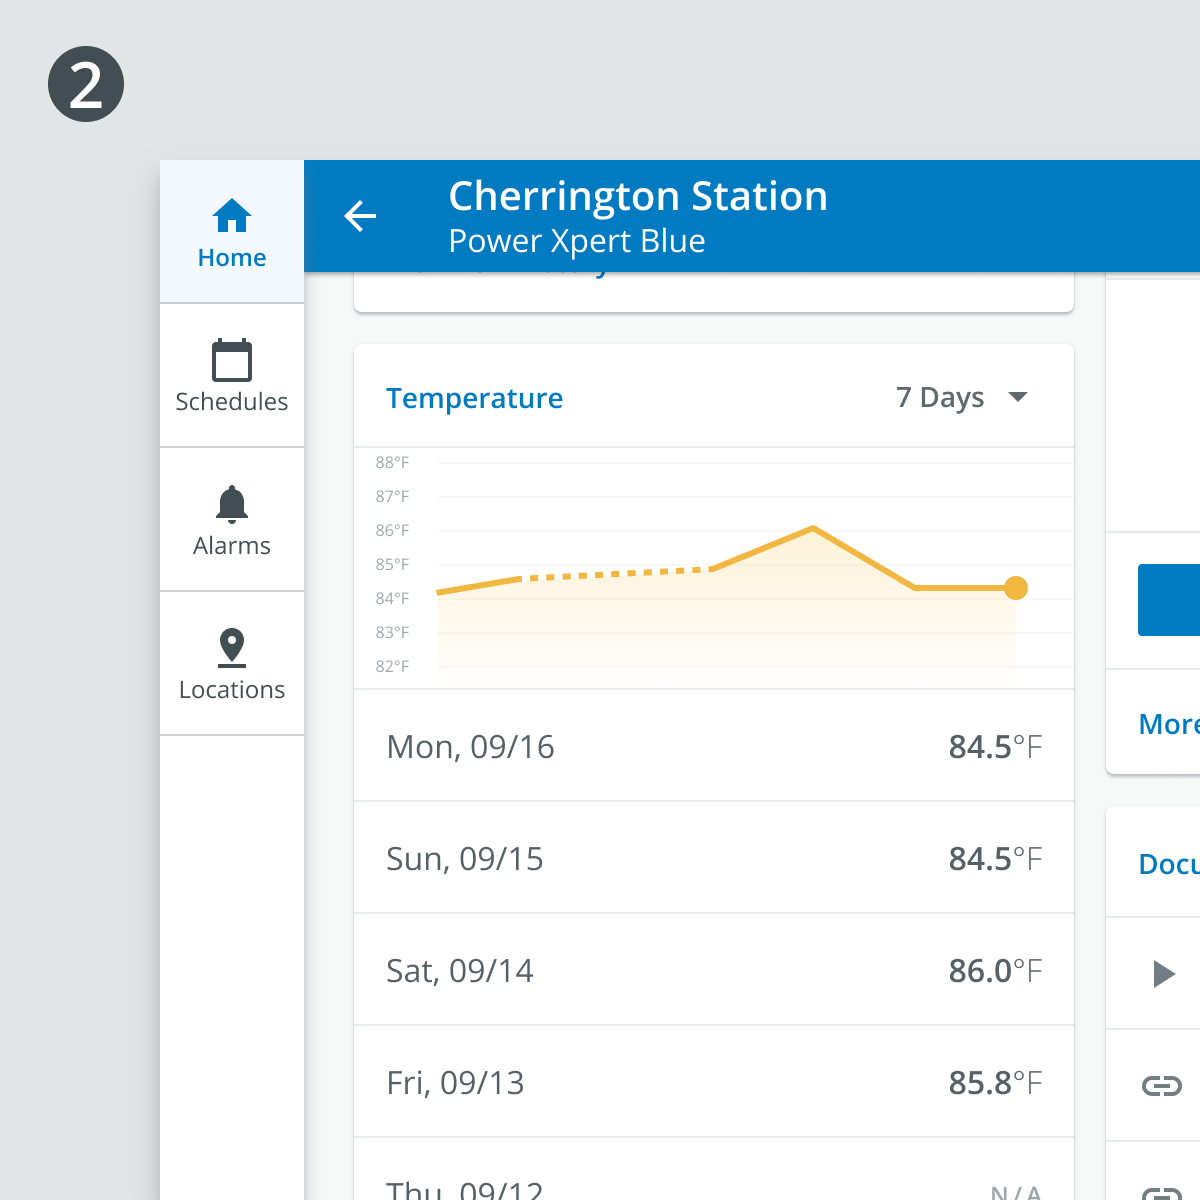 2
Home
Schedules
Alarms
Locations
Cherrington Station
Power Xpert Blue
Temperature
7 Days
88°F
87°F
86°F
85°F
84°F
83°F
82°F
Mon, 09/16
84.5°F
Sun, 09/15
84.5°F
Sat, 09/14
86.0°F
Fri, 09/13
85.8°F
Thu, 09/12
N/A
More
Docu